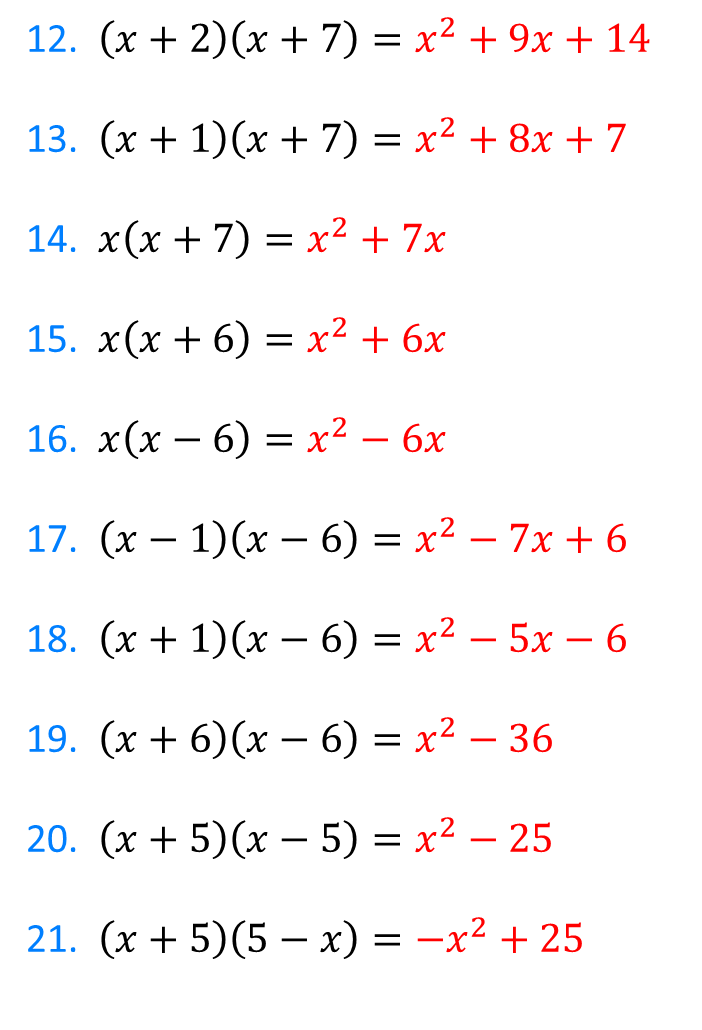 12. (x + 2)(x + 7) = x² + 9x + 14
13. (x + 1)(x + 7) = x² + 8x + 7
14. x(x + 7) = x² + 7x
15. x(x + 6) = x² + 6x
16. x(x − 6) = x² − 6x
17. (x − 1)(x − 6) = x² − 7x + 6
18. (x + 1)(x − 6) = x² − 5x − 6
19. (x + 6)(x − 6) = x² − 36
20. (x + 5)(x − 5) = x² − 25
21. (x + 5)(5 − x) = −x² + 25